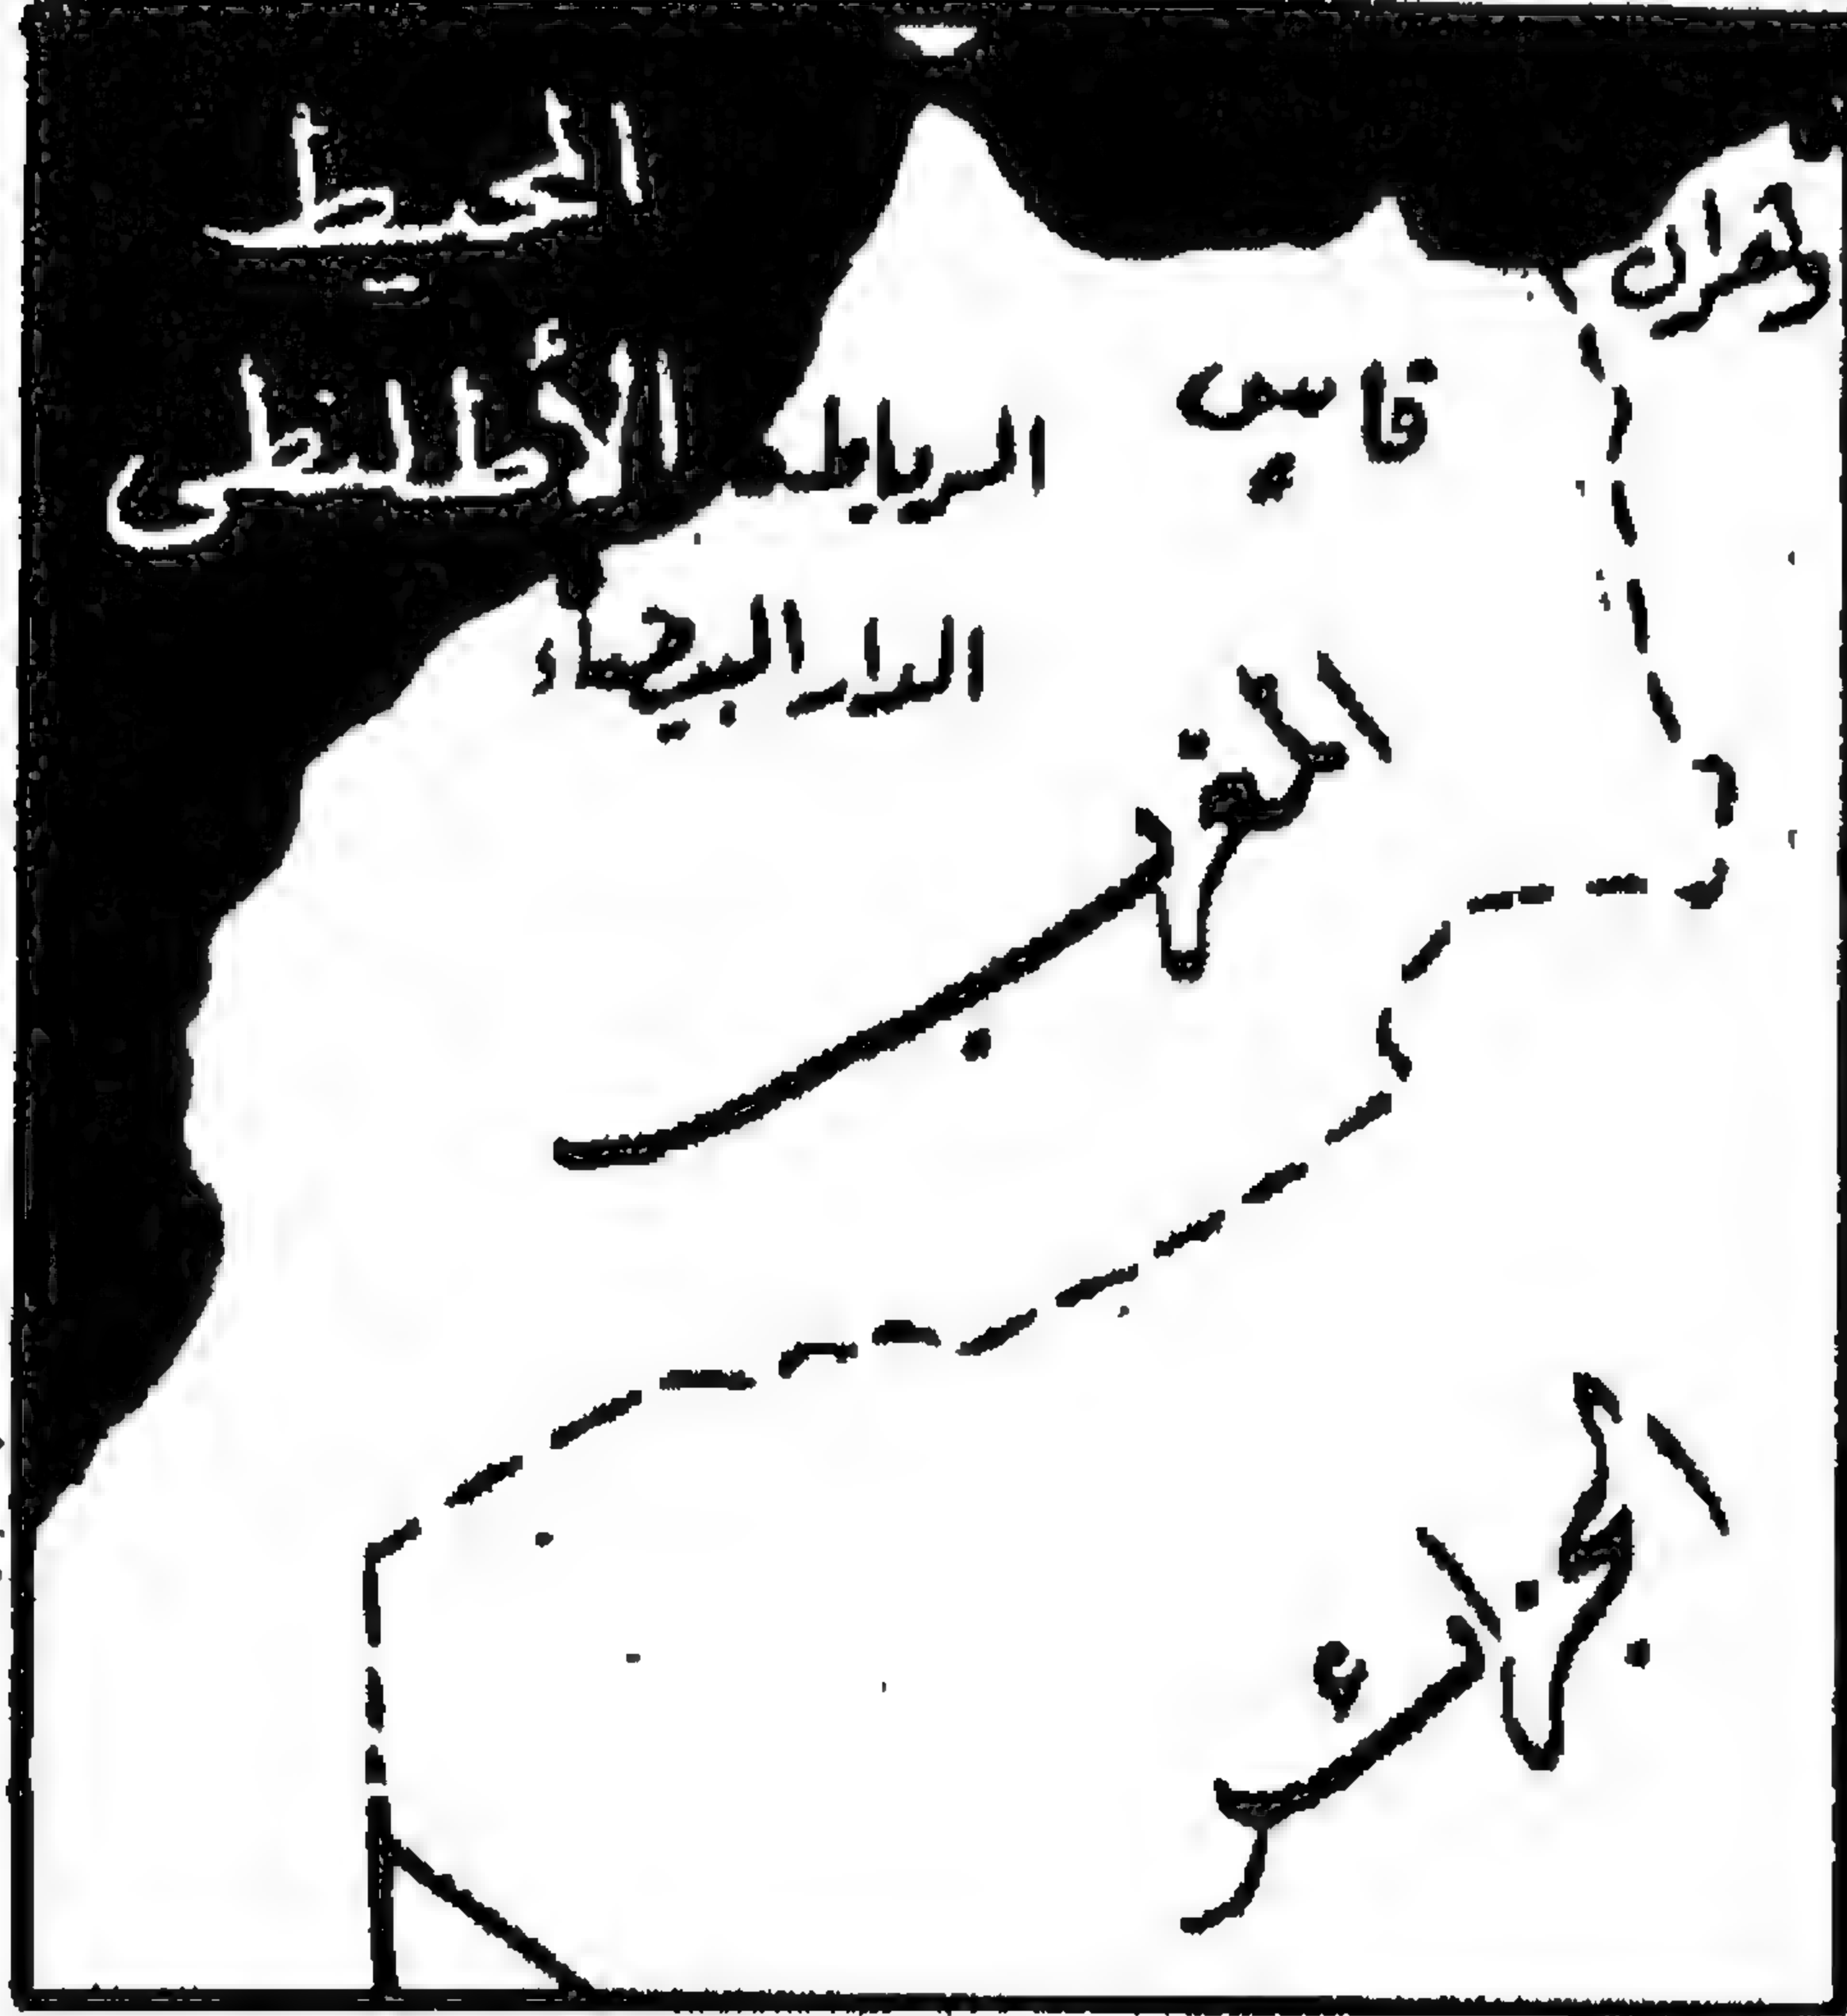 المحيط
الأطلنطى
وهران
فاس
الرباط
الدار البيضاء
المغرب
الجزائر